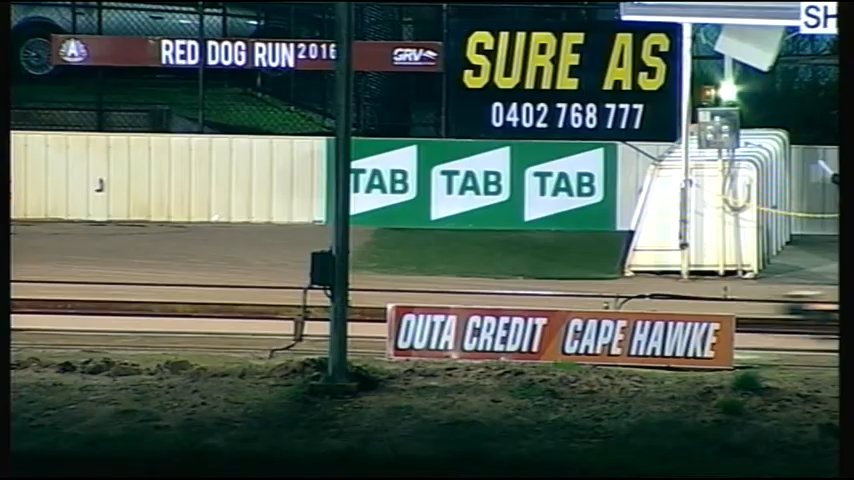 SH
RED DOG RUN 2016 GRV
SURE AS
0402 768 777
TAB TAB TAB
OUTA CREDIT CAPE HAWKE